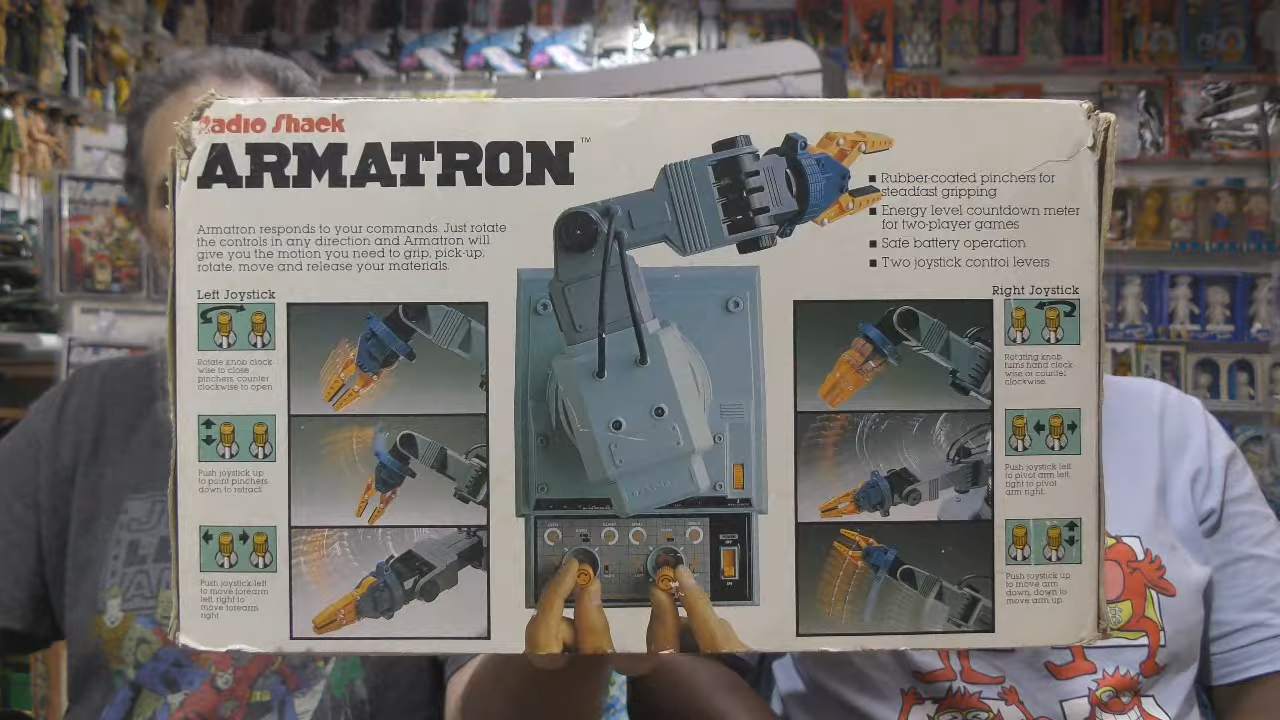 Radio Shack
ARMATRON™
Armatron responds to your commands. Just rotate
the controls in any direction and Armatron will
give you the motion you need to grip, pick-up,
rotate, move and release your materials.
■ Rubber-coated pinchers for
steadfast gripping
■ Energy level countdown meter
for two-player games
■ Safe battery operation
■ Two joystick control levers
Left Joystick
Rotate knob clock
wise to close
pinchers, counter
clockwise to open
Push joystick up
to point pinchers,
down to retract.
Push joystick left
to move forearm
left, right to
move forearm
right
Right Joystick
Rotating knob
turns hand clock
wise or counter
clockwise.
Push joystick left
to pivot arm left,
right to pivot
arm right.
Push joystick up
to move arm
down, down to
move arm up.
OFF
ON